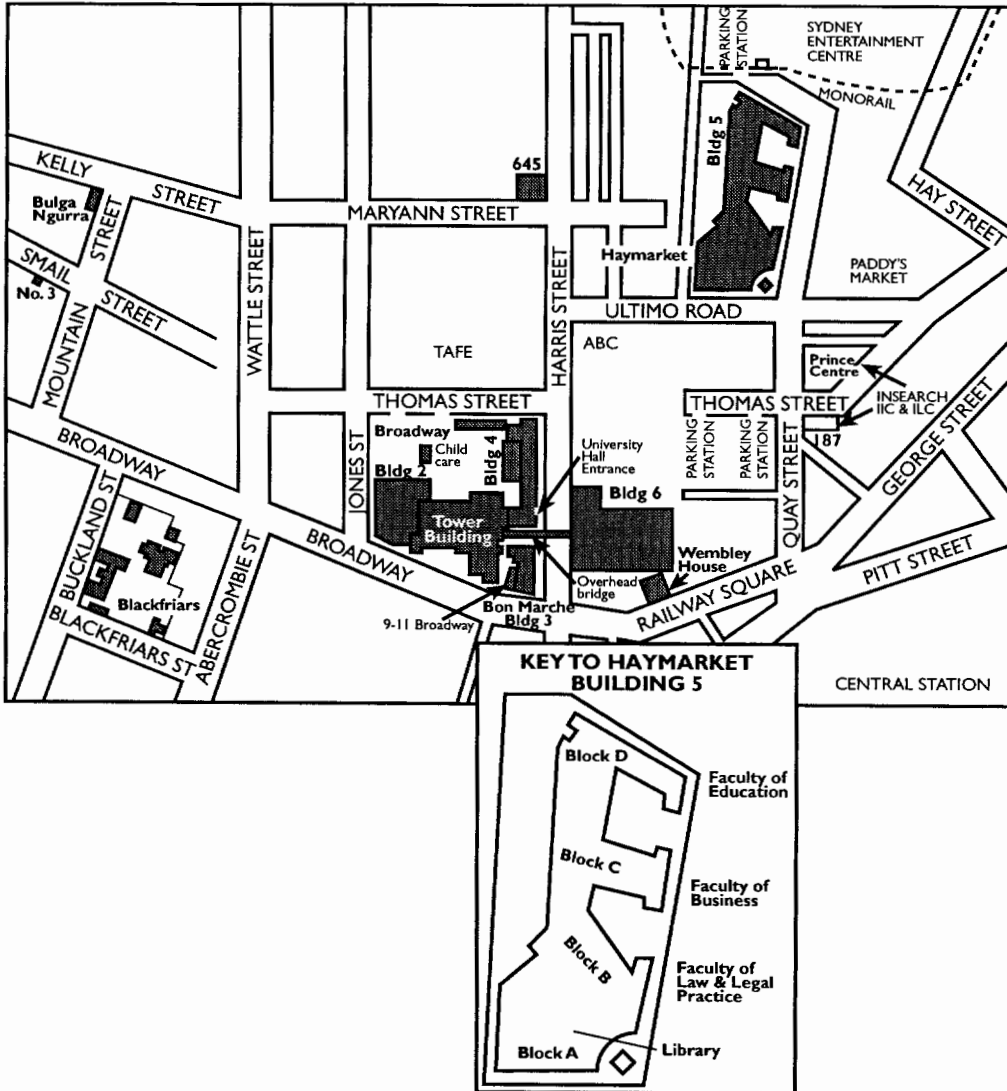 PARKING
STATION
SYDNEY
ENTERTAINMENT
CENTRE
MONORAIL
Bldg 5
KELLY
STREET
Bulga
Ngurra
STREET
645
MARYANN STREET
HAY STREET
SMAIL
STREET
No. 3
MOUNTAIN
WATTLE STREET
HARRIS STREET
Haymarket
PADDY'S
MARKET
ULTIMO ROAD
TAFE
ABC
Prince
Centre
THOMAS STREET
THOMAS STREET
INSEARCH
IIC & ILC
187
BROADWAY
JONES ST
Broadway
Child
care
Bldg 4
Bldg 2
University
Hall
Entrance
PARKING
STATION
PARKING
STATION
QUAY STREET
GEORGE STREET
Bldg 6
Tower
Building
BUCKLAND ST
BROADWAY
Overhead
bridge
Wembley
House
PITT STREET
Blackfriars
ABERCROMBIE ST
BLACKFRIARS ST
9-11 Broadway
Bon Marche
Bldg 3
RAILWAY SQUARE
CENTRAL STATION
KEY TO HAYMARKET
BUILDING 5
Block D
Faculty of
Education
Block C
Faculty of
Business
Block B
Faculty of
Law & Legal
Practice
Block A
Library